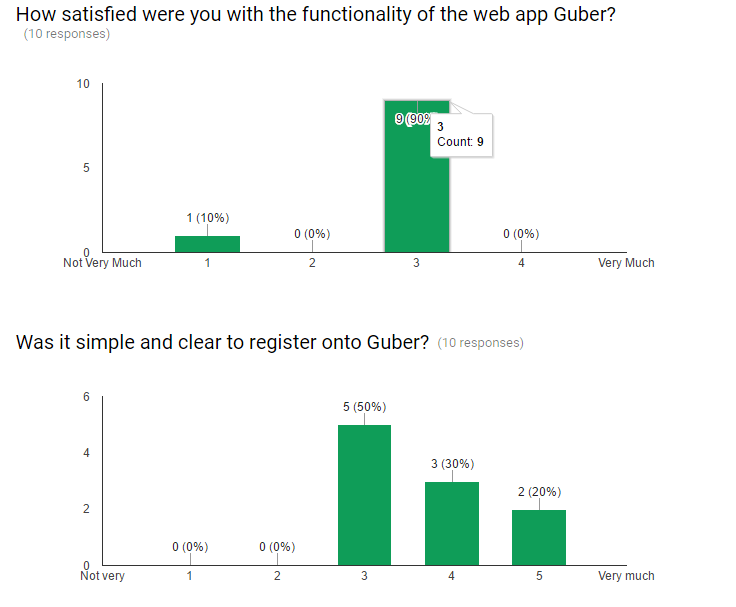 How satisfied were you with the functionality of the web app Guber?
(10 responses)
10
9 (90%
3
Count: 9
5
1 (10%)
0 (0%)
0 (0%)
0
Not Very Much 1 2 3 4 Very Much
Was it simple and clear to register onto Guber? (10 responses)
6
5 (50%)
4
3 (30%)
2 (20%)
2
0 (0%) 0 (0%)
0
Not very 1 2 3 4 5 Very much